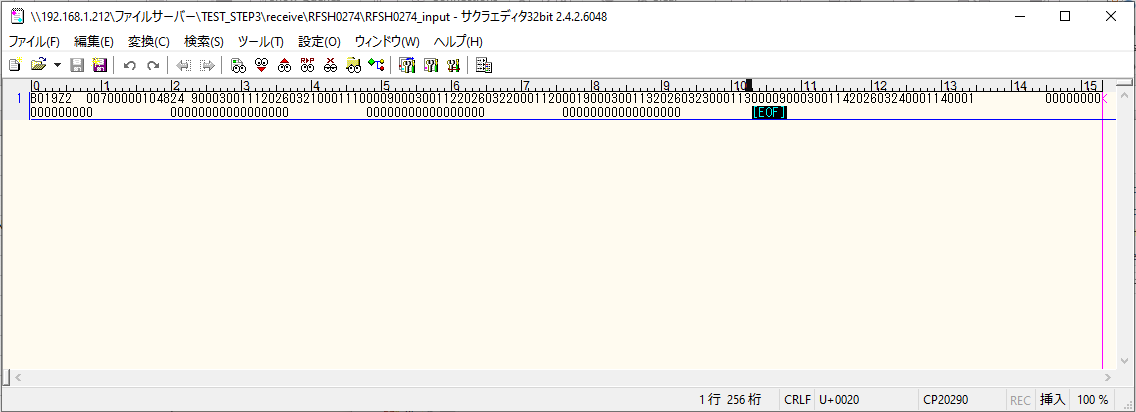 \\192.168.1.212\ファイルサーバー\TEST_STEP3\receive\RFSH0274\RFSH0274_input - サクラエディタ32bit 2.4.2.6048
ファイル(F) 編集(E) 変換(C) 検索(S) ツール(T) 設定(O) ウィンドウ(W) ヘルプ(H)
0 1 2 3 4 5 6 7 8 9 10 11 12 13 14 15
1 B019Z2  00700000104824 90003001112026032100011100009000300111220260322000112000190003001132026032300011300009000300114202603240001140001          00000000
000000000           00000000000000000           00000000000000000           00000000000000000          [EOF]
1 行 256 桁 CRLF U+0020 CP20290 REC 挿入 100 %